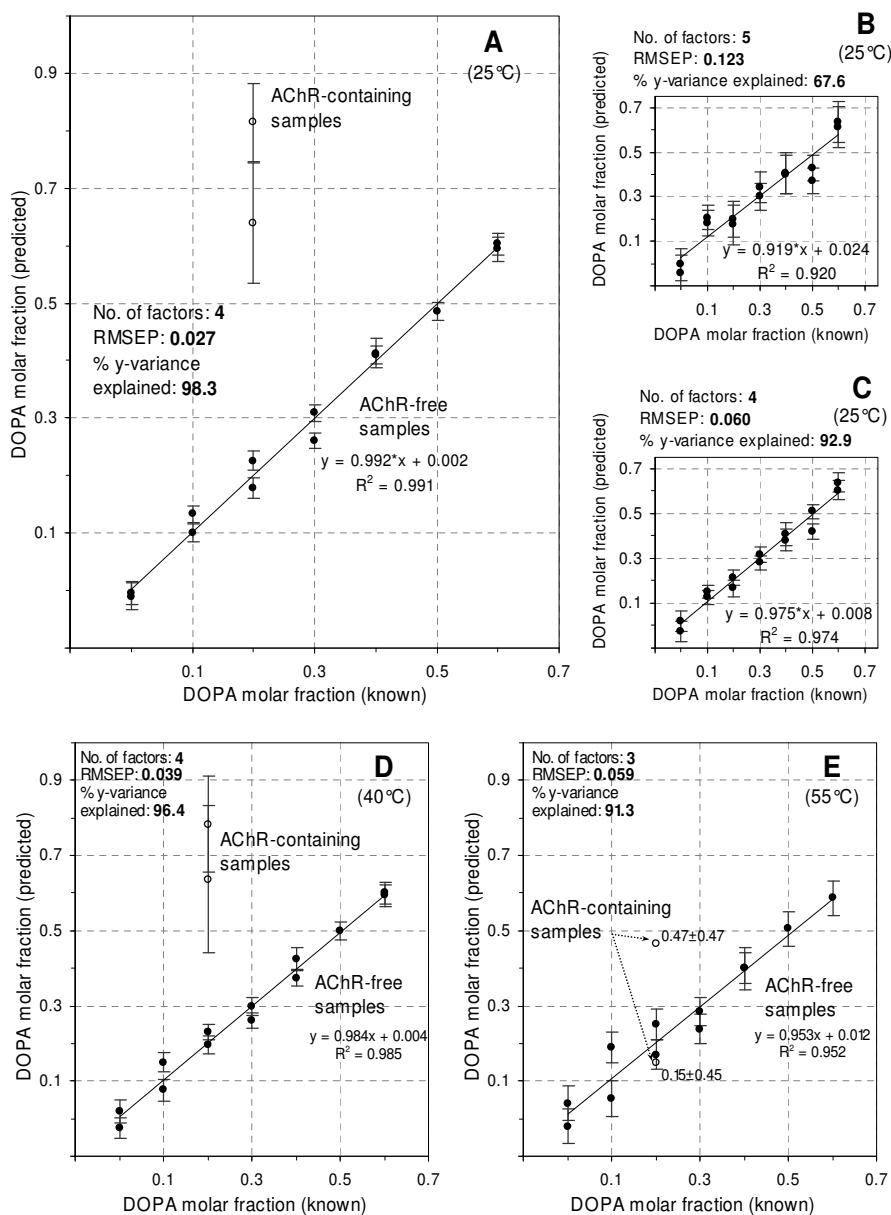 A
(25°C)
0.9
0.7
0.5
0.3
0.1
DOPA molar fraction (predicted)
AChR-containing
samples
No. of factors: 4
RMSEP: 0.027
% y-variance
explained: 98.3
AChR-free
samples
y = 0.992*x + 0.002
R² = 0.991
0.1 0.3 0.5 0.7
DOPA molar fraction (known)
B
(25°C)
No. of factors: 5
RMSEP: 0.123
% y-variance explained: 67.6
0.7
0.5
0.3
0.1
DOPA molar fraction (predicted)
y = 0.919*x + 0.024
R² = 0.920
0.1 0.3 0.5 0.7
DOPA molar fraction (known)
C
(25°C)
No. of factors: 4
RMSEP: 0.060
% y-variance explained: 92.9
0.7
0.5
0.3
0.1
DOPA molar fraction (predicted)
y = 0.975*x + 0.008
R² = 0.974
0.1 0.3 0.5 0.7
DOPA molar fraction (known)
D
(40°C)
No. of factors: 4
RMSEP: 0.039
% y-variance
explained: 96.4
0.9
0.7
0.5
0.3
0.1
DOPA molar fraction (predicted)
AChR-containing
samples
AChR-free
samples
y = 0.984x + 0.004
R² = 0.985
0.1 0.3 0.5 0.7
DOPA molar fraction (known)
E
(55°C)
No. of factors: 3
RMSEP: 0.059
% y-variance
explained: 91.3
0.9
0.7
0.5
0.3
0.1
DOPA molar fraction (predicted)
AChR-containing
samples
0.47±0.47
AChR-free
samples
y = 0.953x + 0.012
R² = 0.952
0.15±0.45
0.1 0.3 0.5 0.7
DOPA molar fraction (known)